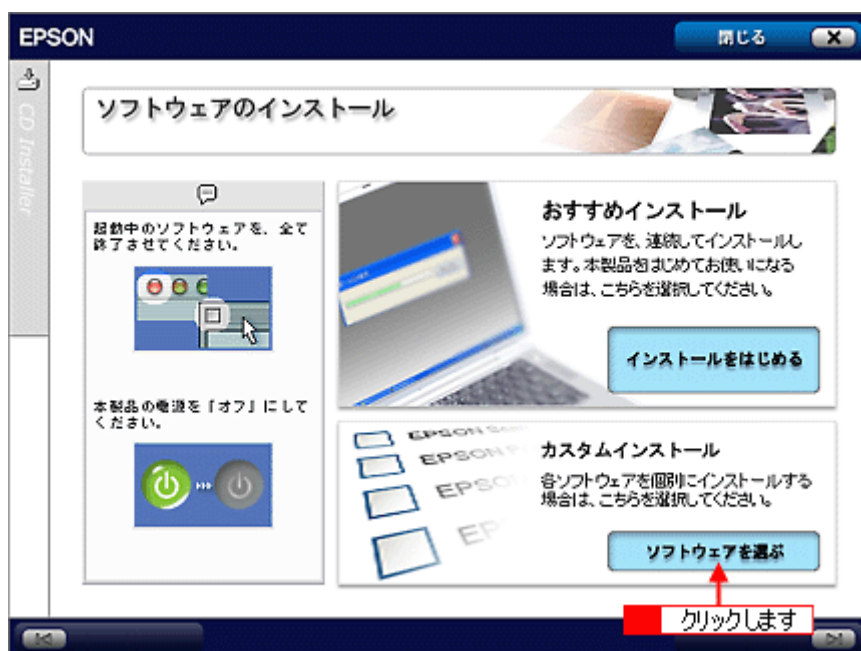 EPSON
閉じる
CD Installer
ソフトウェアのインストール
起動中のソフトウェアを、全て
終了させてください。
本製品の電源を「オフ」にして
ください。
おすすめインストール
ソフトウェアを、連続してインストールし
ます。本製品をはじめてお使いになる
場合は、こちらを選択してください。
インストールをはじめる
EPSON
EPSON
EPSO
EP
カスタムインストール
各ソフトウェアを個別にインストールする
場合は、こちらを選択してください。
ソフトウェアを選ぶ
クリックします